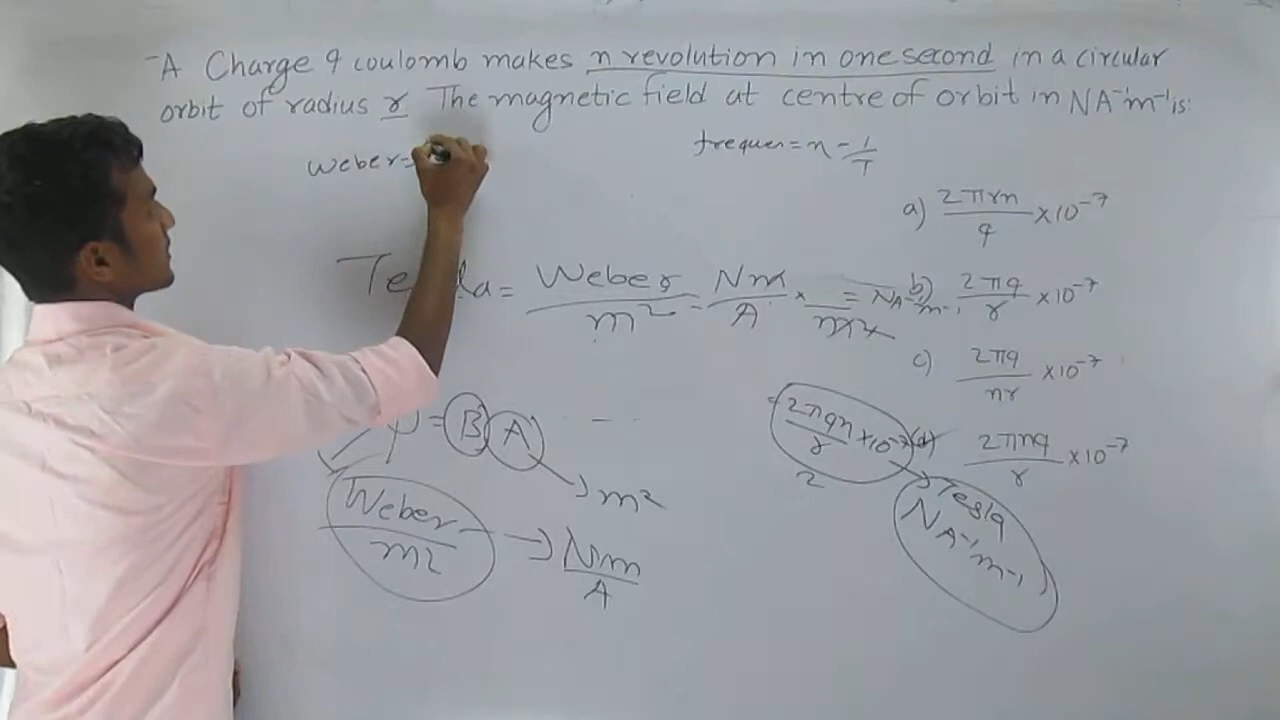 -A Charge q coulomb makes n revolution in one second in a circular
orbit of radius r The magnetic field at centre of orbit in NA⁻¹m⁻¹ is:
Weber=
frequen = n - 1/T
a) 2πrn/q ×10⁻⁷
= Weber/m² = Nm/A × = NA⁻¹m⁻¹
b) 2πq/r ×10⁻⁷
c) 2πq/nr ×10⁻⁷
= B A - -
m²
= 2πqn/r ×10⁻⁷
2
d) 2πnq/r ×10⁻⁷
Tesla
NA⁻¹m⁻¹
Weber/m² → Nm/A